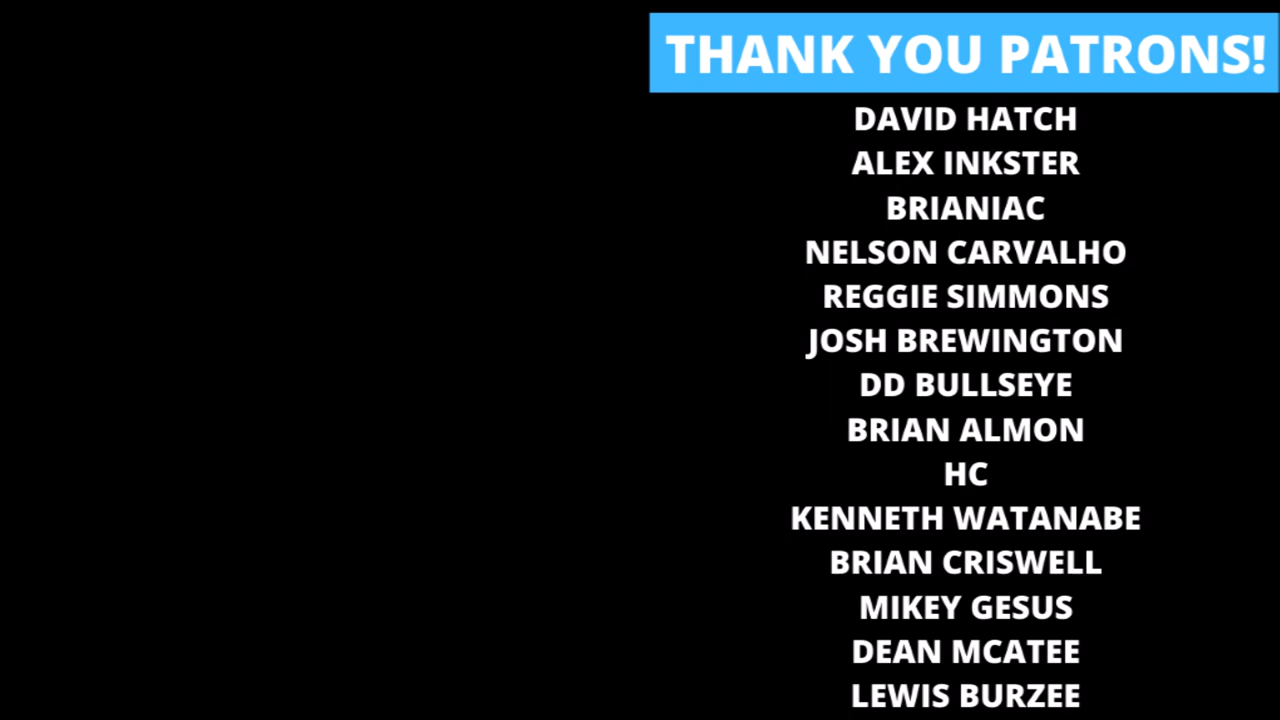 THANK YOU PATRONS!
DAVID HATCH
ALEX INKSTER
BRIANIAC
NELSON CARVALHO
REGGIE SIMMONS
JOSH BREWINGTON
DD BULLSEYE
BRIAN ALMON
HC
KENNETH WATANABE
BRIAN CRISWELL
MIKEY GESUS
DEAN MCATEE
LEWIS BURZEE